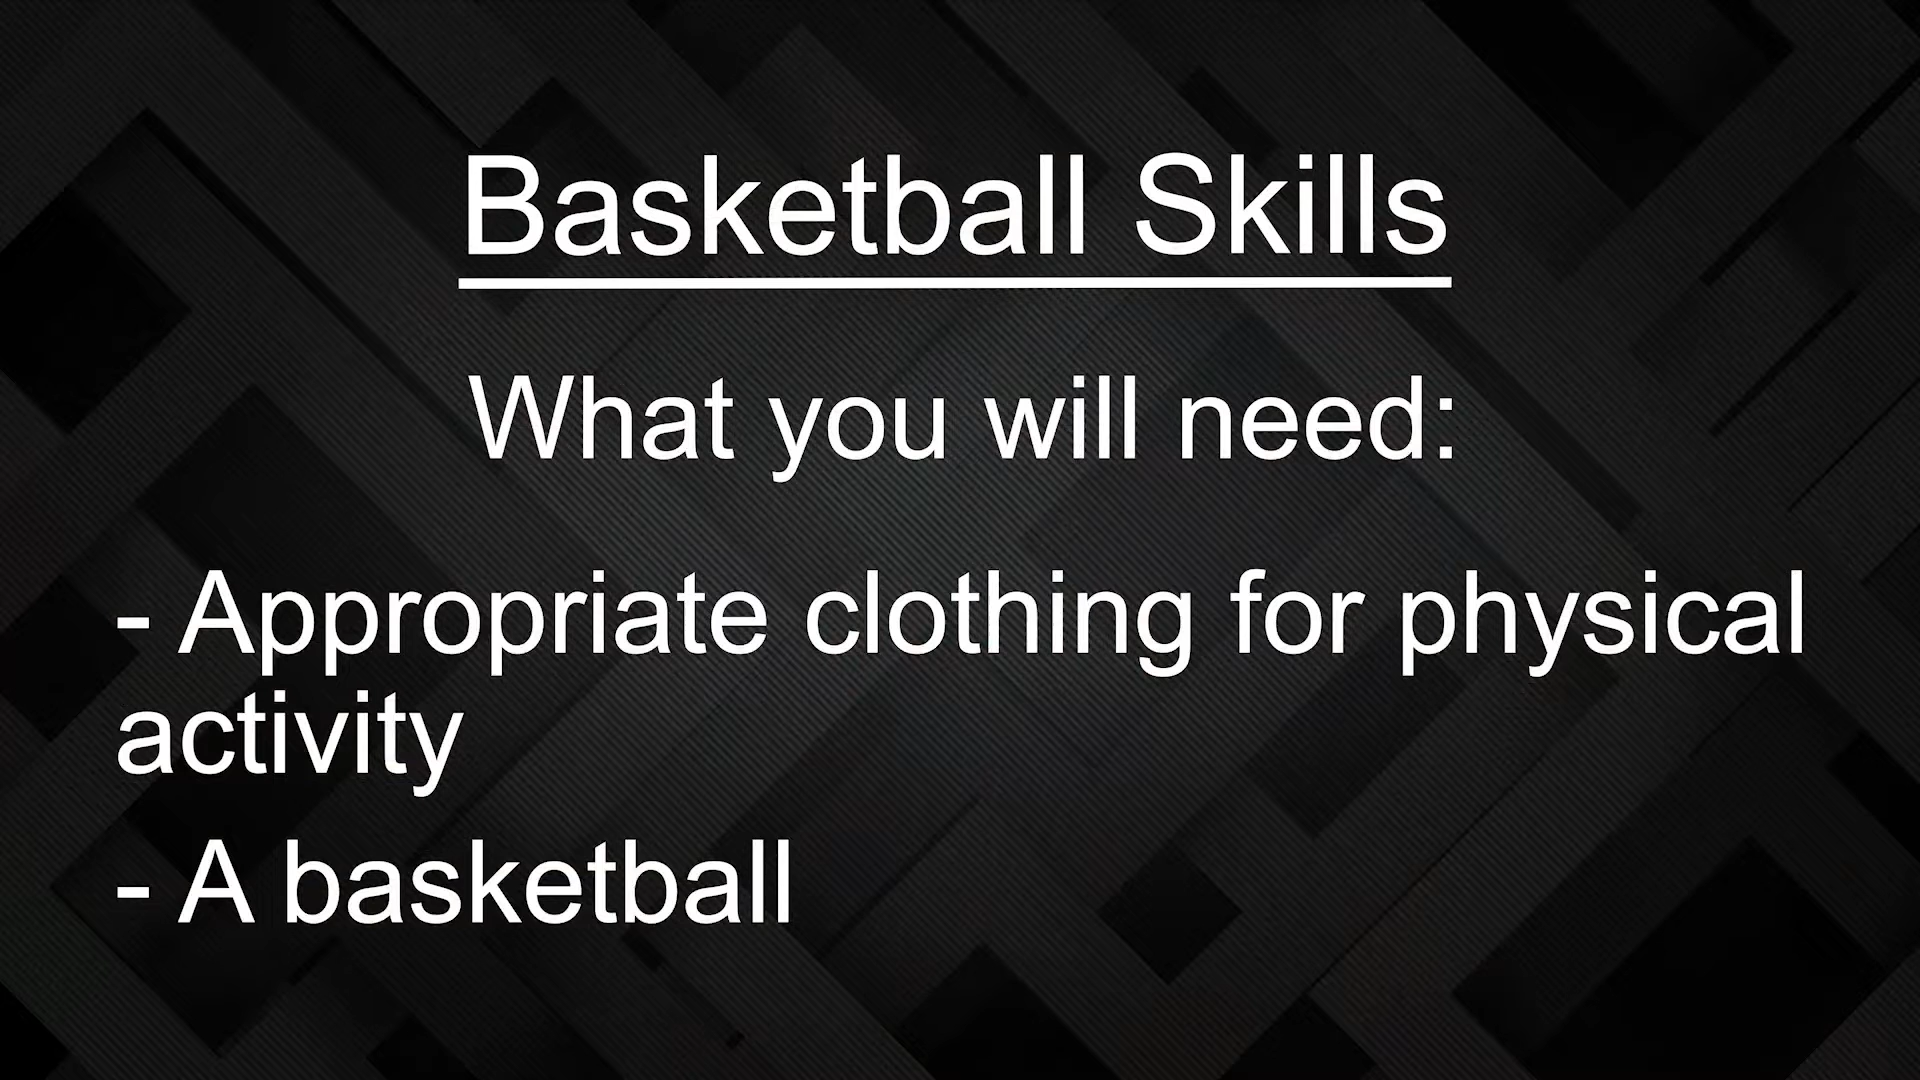 Basketball Skills
What you will need:
- Appropriate clothing for physical
activity
- A basketball